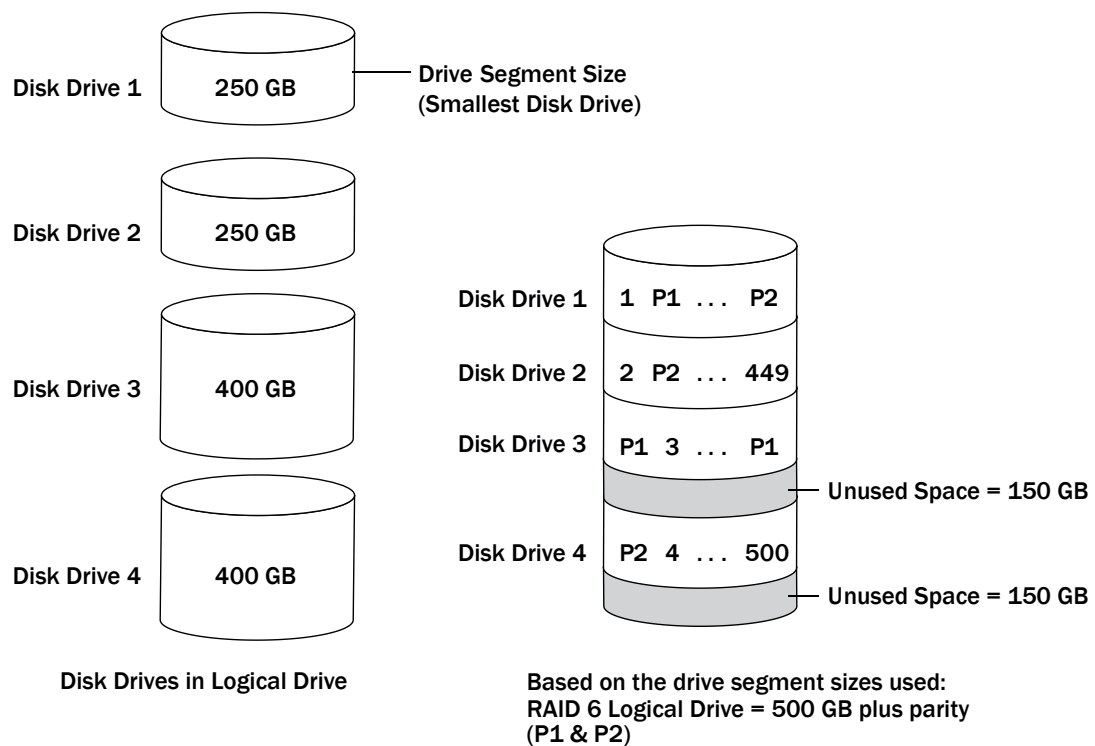 Disk Drive 1
250 GB
Drive Segment Size
(Smallest Disk Drive)
Disk Drive 2
250 GB
Disk Drive 3
400 GB
Disk Drive 4
400 GB
Disk Drives in Logical Drive
Disk Drive 1
1 P1 ... P2
Disk Drive 2
2 P2 ... 449
Disk Drive 3
P1 3 ... P1
Unused Space = 150 GB
Disk Drive 4
P2 4 ... 500
Unused Space = 150 GB
Based on the drive segment sizes used:
RAID 6 Logical Drive = 500 GB plus parity
(P1 & P2)